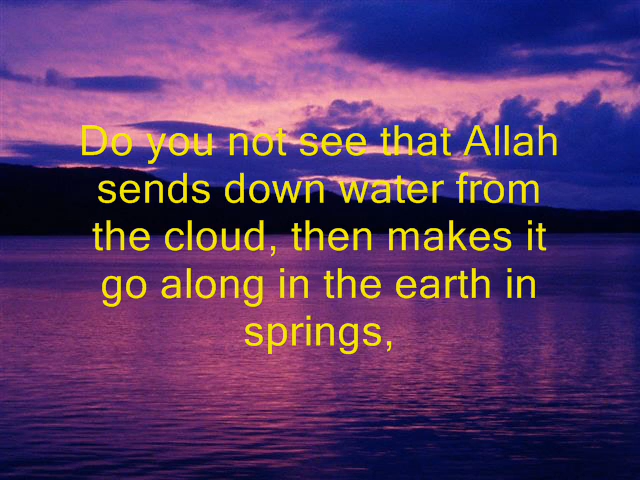 Do you not see that Allah
sends down water from
the cloud, then makes it
go along in the earth in
springs,